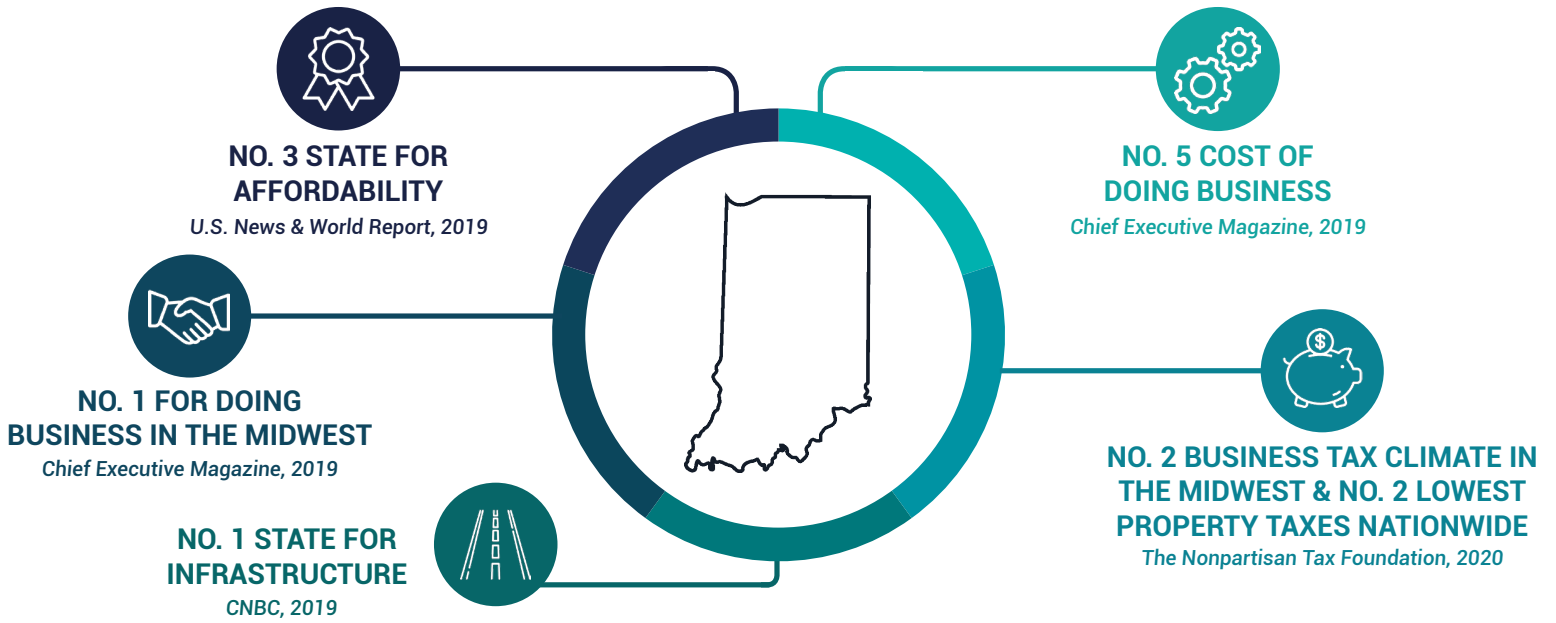 NO. 3 STATE FOR
AFFORDABILITY
U.S. News & World Report, 2019
NO. 5 COST OF
DOING BUSINESS
Chief Executive Magazine, 2019
NO. 1 FOR DOING
BUSINESS IN THE MIDWEST
Chief Executive Magazine, 2019
$
NO. 2 BUSINESS TAX CLIMATE IN
THE MIDWEST & NO. 2 LOWEST
PROPERTY TAXES NATIONWIDE
The Nonpartisan Tax Foundation, 2020
NO. 1 STATE FOR
INFRASTRUCTURE
CNBC, 2019